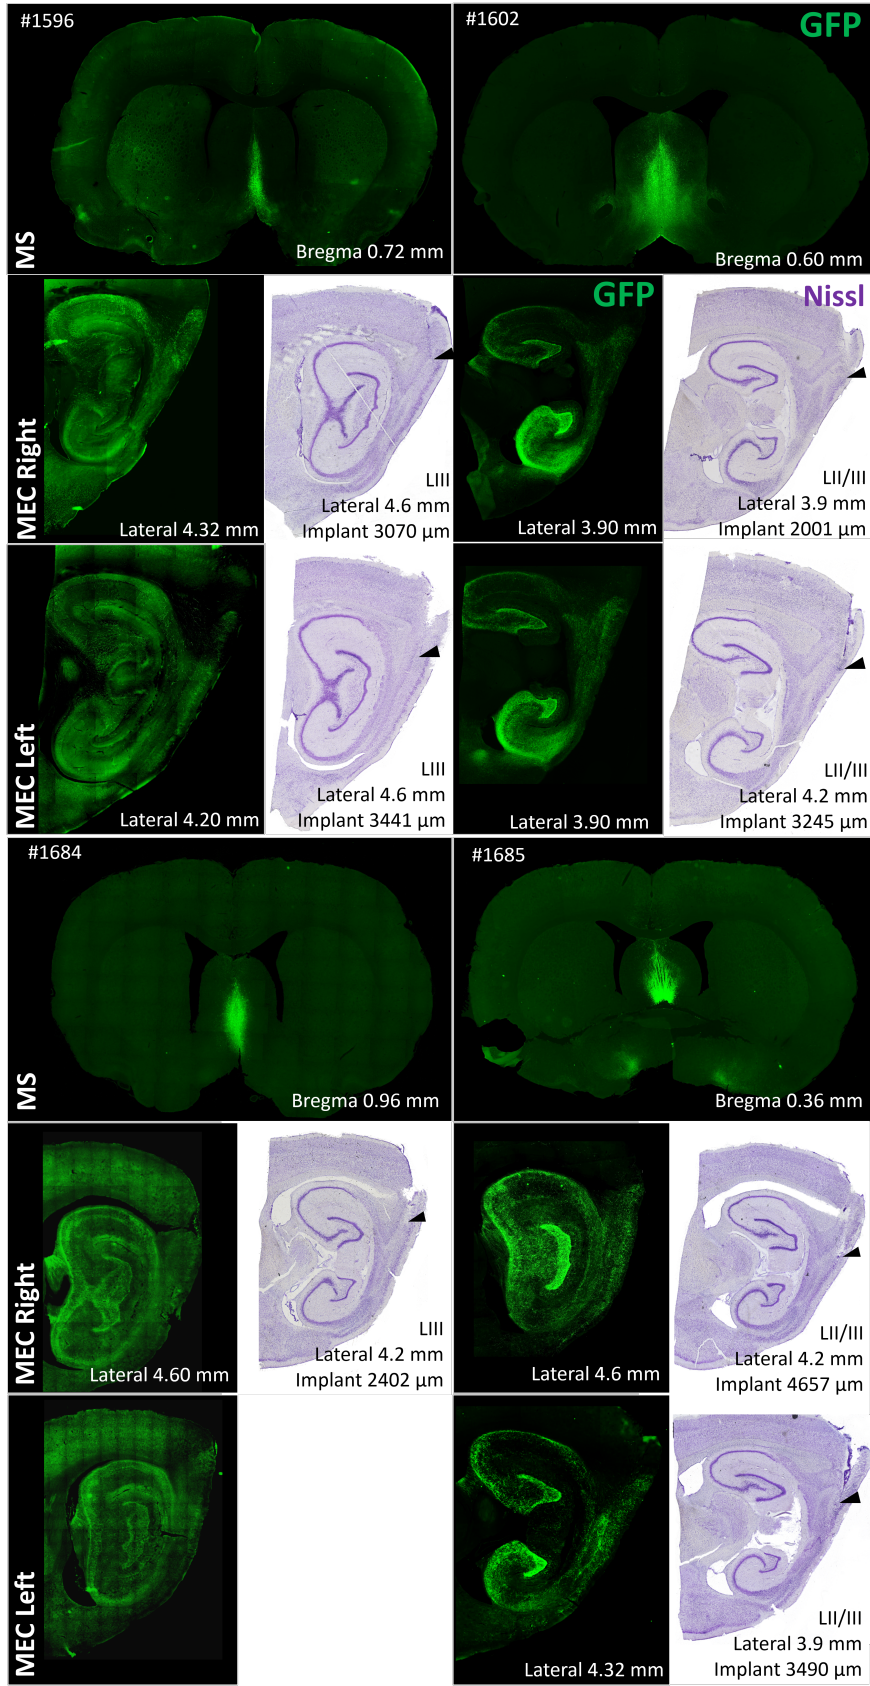 #1596
#1602
GFP
MS
Bregma 0.72 mm
Bregma 0.60 mm
GFP
Nissl
MEC Right
Lateral 4.32 mm
LIII
Lateral 4.6 mm
Implant 3070 µm
Lateral 3.90 mm
LII/III
Lateral 3.9 mm
Implant 2001 µm
MEC Left
Lateral 4.20 mm
LIII
Lateral 4.6 mm
Implant 3441 µm
Lateral 3.90 mm
LII/III
Lateral 4.2 mm
Implant 3245 µm
#1684
#1685
MS
Bregma 0.96 mm
Bregma 0.36 mm
MEC Right
Lateral 4.60 mm
LIII
Lateral 4.2 mm
Implant 2402 µm
Lateral 4.6 mm
LII/III
Lateral 4.2 mm
Implant 4657 µm
MEC Left
Lateral 4.32 mm
LII/III
Lateral 3.9 mm
Implant 3490 µm